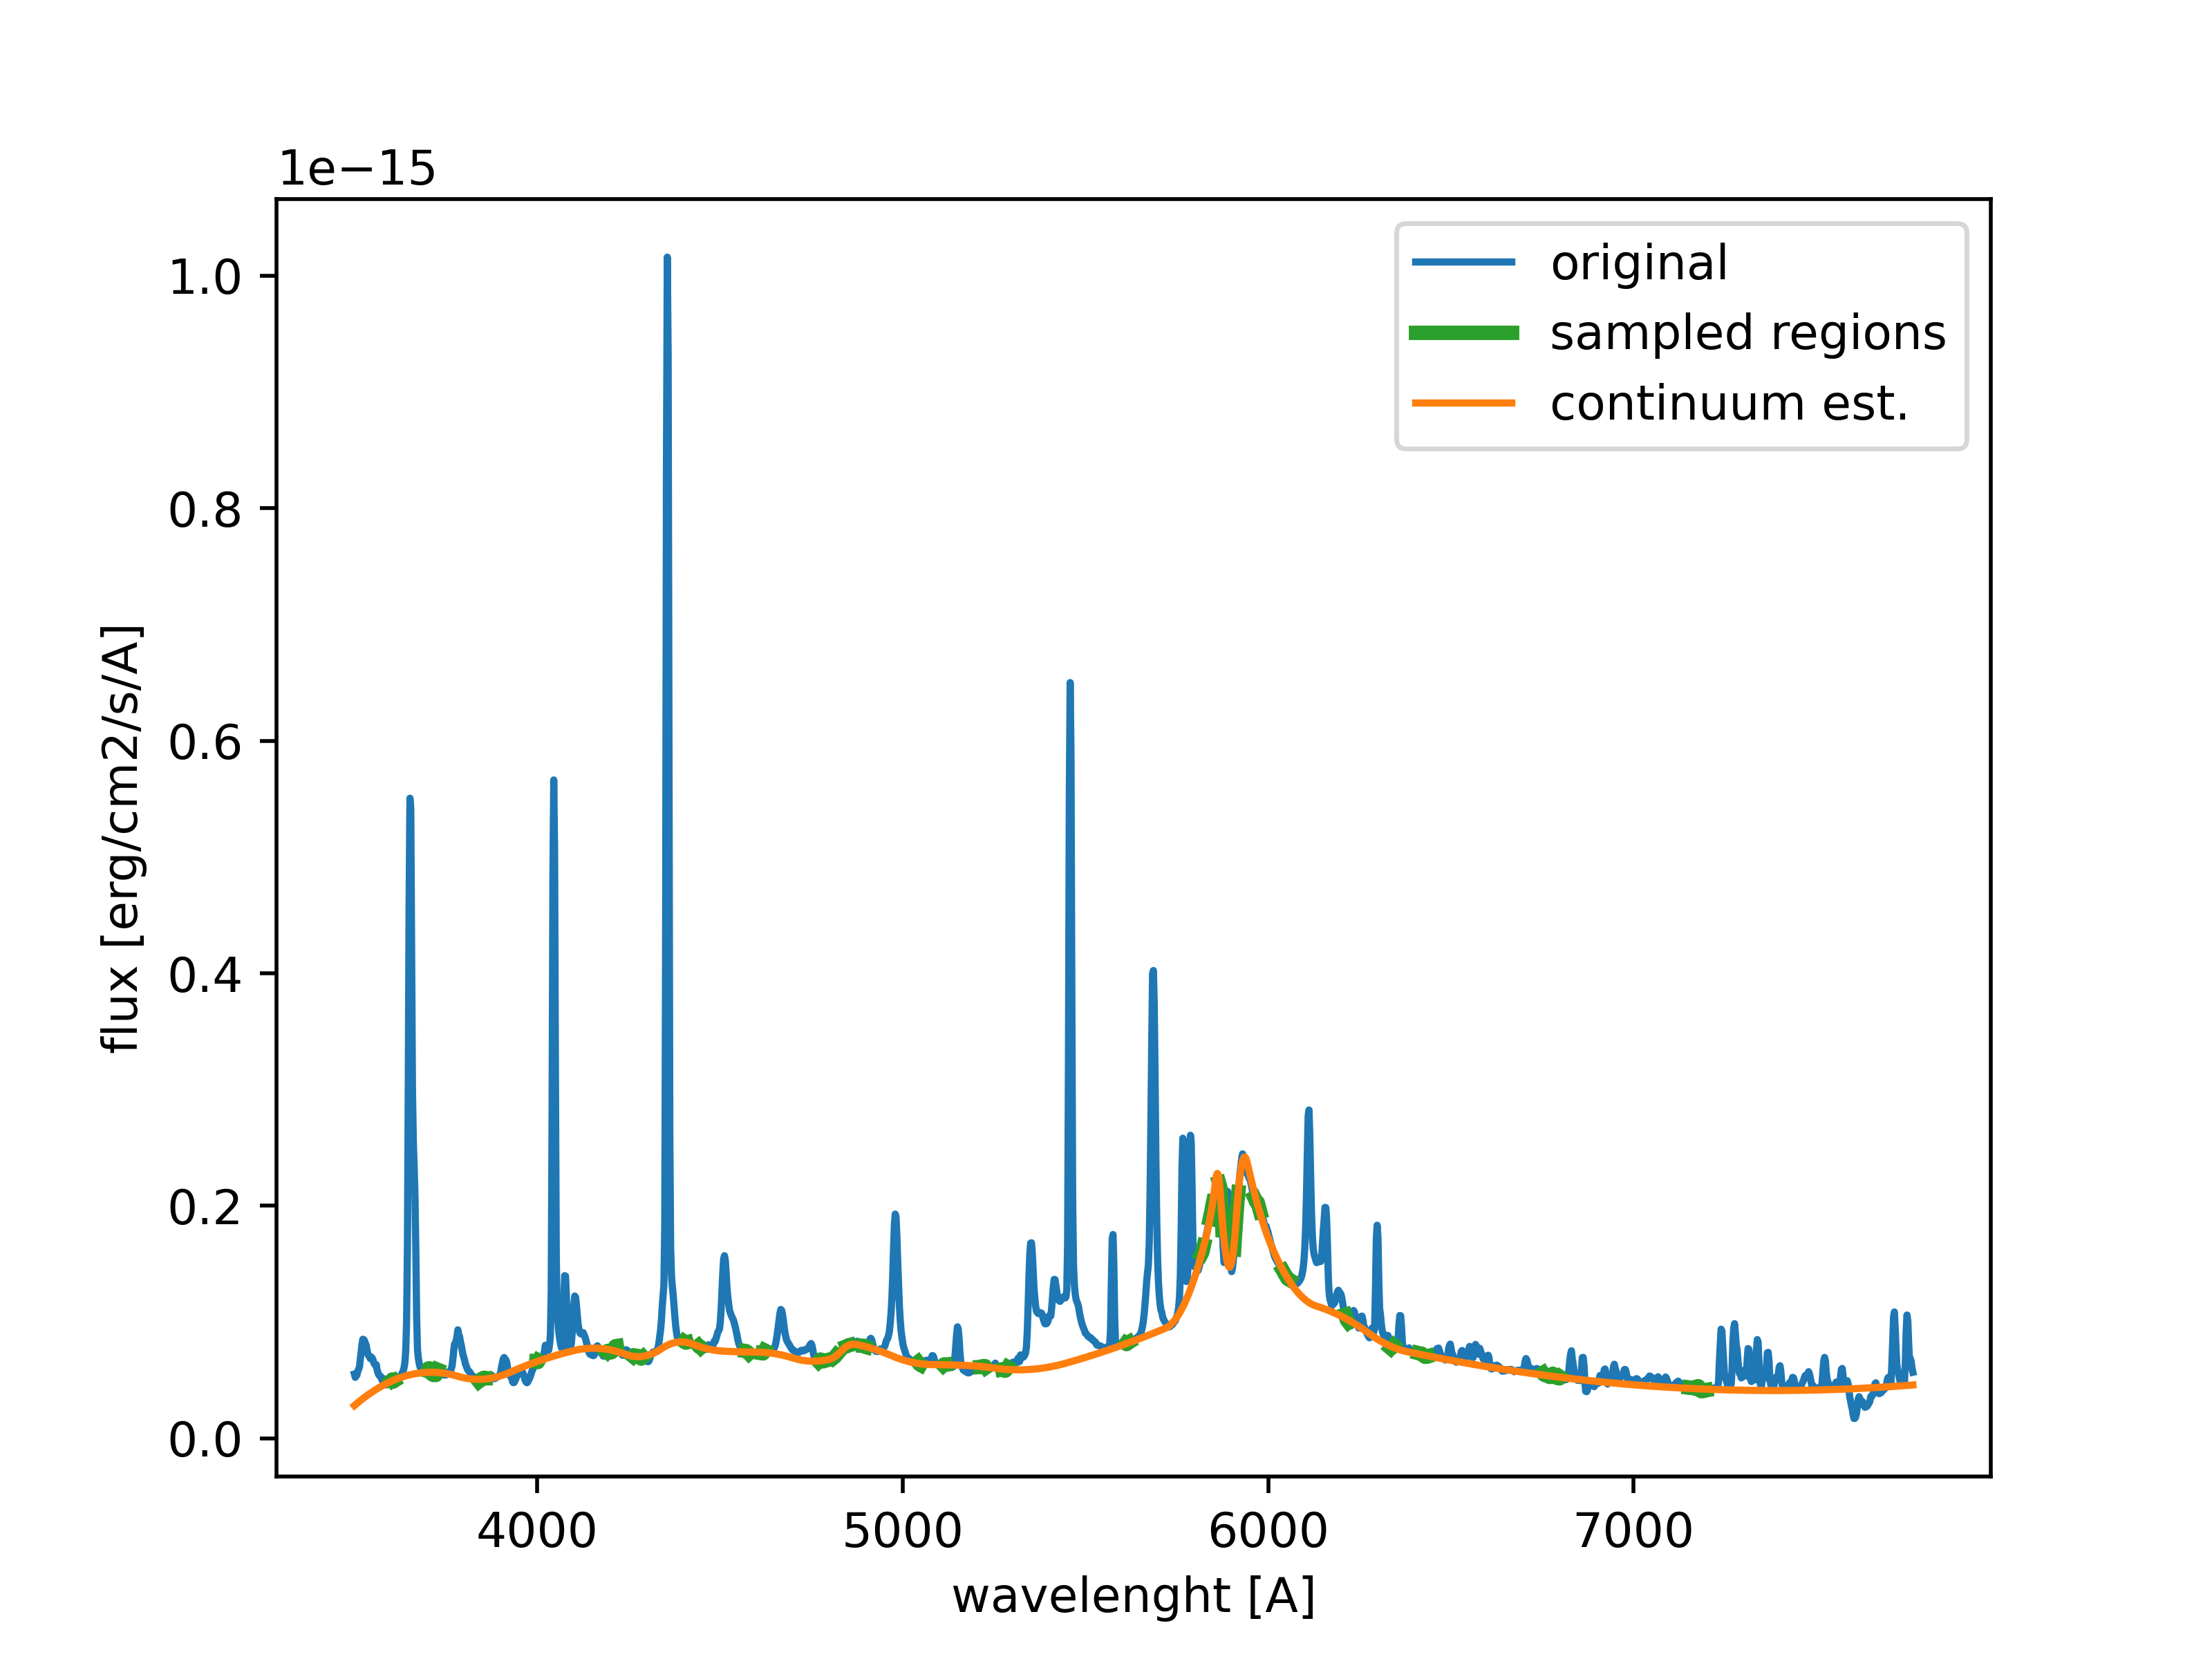 1e−15
1.0
0.8
0.6
0.4
0.2
0.0
flux [erg/cm2/s/A]
original
sampled regions
continuum est.
4000 5000 6000 7000
wavelenght [A]